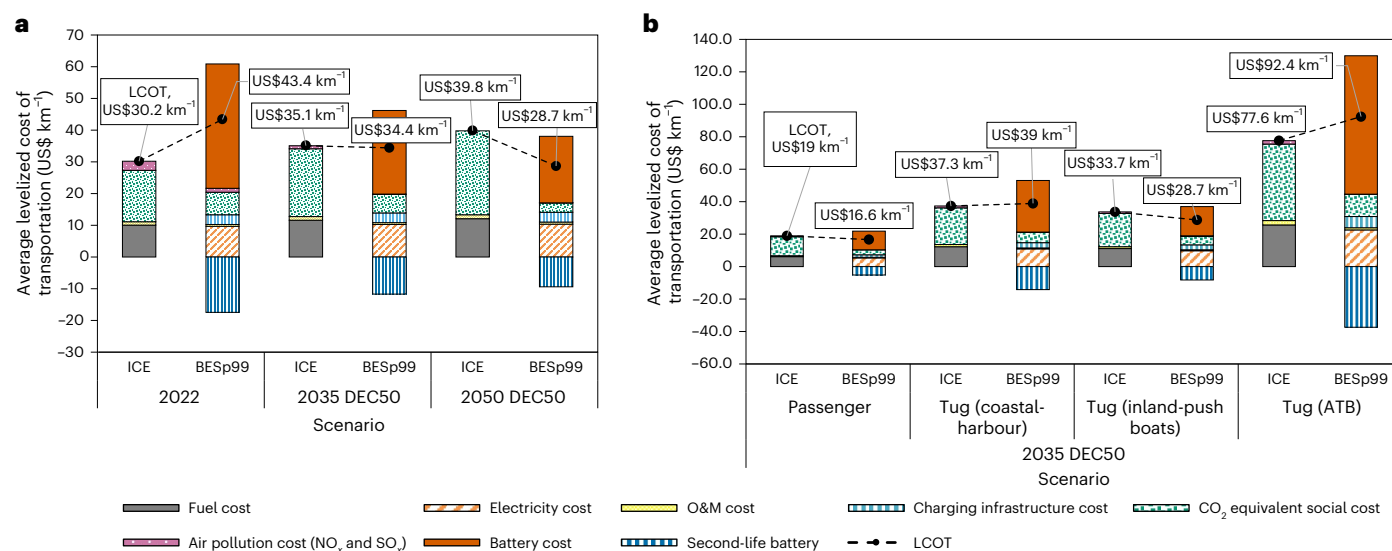 a
Average levelized cost of
transportation (US$ km⁻¹)
70
60
50
40
30
20
10
0
–10
–20
–30
LCOT,
US$30.2 km⁻¹
US$43.4 km⁻¹
US$35.1 km⁻¹
US$34.4 km⁻¹
US$39.8 km⁻¹
US$28.7 km⁻¹
ICE BESp99 ICE BESp99 ICE BESp99
2022 2035 DEC50 2050 DEC50
Scenario
b
Average levelized cost of
transportation (US$ km⁻¹)
140.0
120.0
100.0
80.0
60.0
40.0
20.0
0
–20.0
–40.0
–60.0
LCOT,
US$19 km⁻¹
US$16.6 km⁻¹
US$37.3 km⁻¹
US$39 km⁻¹
US$33.7 km⁻¹
US$28.7 km⁻¹
US$77.6 km⁻¹
US$92.4 km⁻¹
ICE BESp99 ICE BESp99 ICE BESp99 ICE BESp99
Passenger Tug (coastal- Tug (inland-push Tug (ATB)
harbour) boats)
2035 DEC50
Scenario
Fuel cost Electricity cost O&M cost Charging infrastructure cost CO₂ equivalent social cost
Air pollution cost (NOₓ and SOₓ) Battery cost Second-life battery LCOT